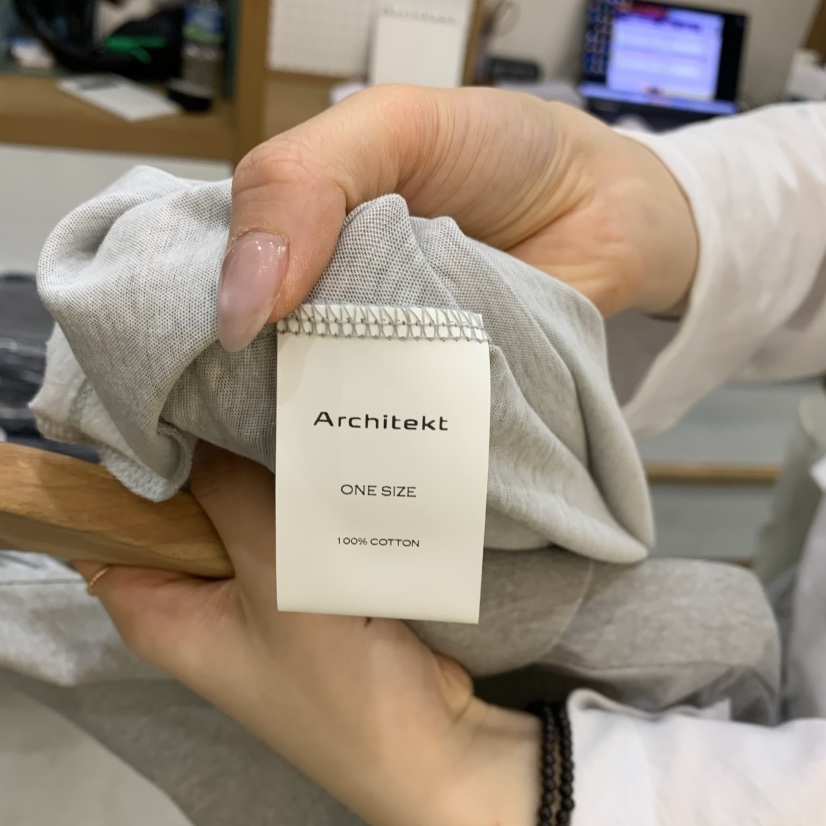 Architekt
ONE SIZE
100% COTTON